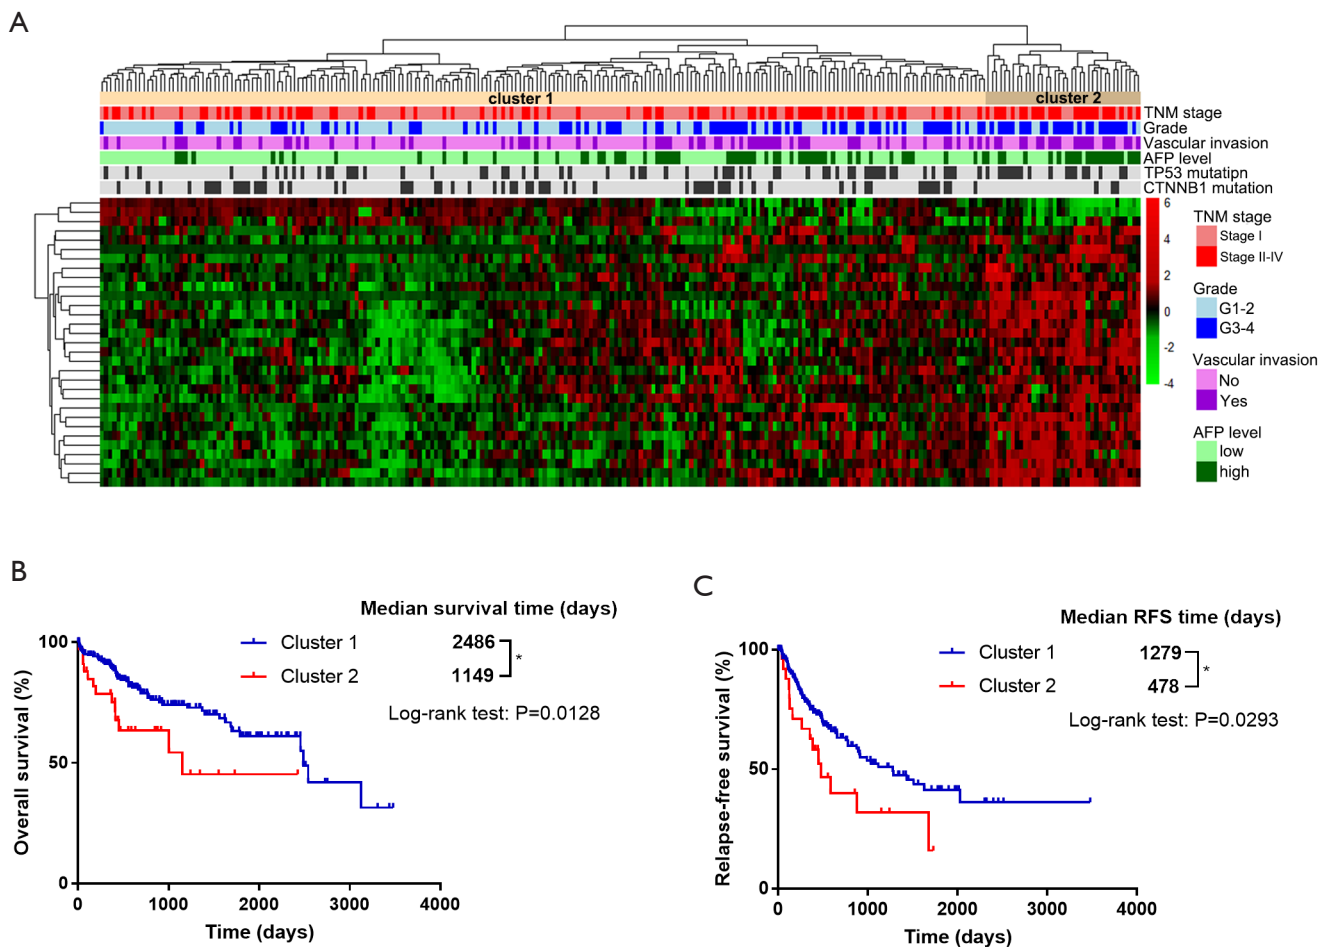 A
cluster 1
cluster 2
TNM stage
Grade
Vascular invasion
AFP level
TP53 mutatipn
CTNNB1 mutation
6
4
2
0
-2
-4
TNM stage
Stage I
Stage II-IV
Grade
G1-2
G3-4
Vascular invasion
No
Yes
AFP level
low
high
B
Median survival time (days)
Cluster 1 2486
*
Cluster 2 1149
Log-rank test: P=0.0128
Overall survival (%)
100
50
0
0 1000 2000 3000 4000
Time (days)
C
Median RFS time (days)
Cluster 1 1279
*
Cluster 2 478
Log-rank test: P=0.0293
Relapse-free survival (%)
100
50
0
0 1000 2000 3000 4000
Time (days)